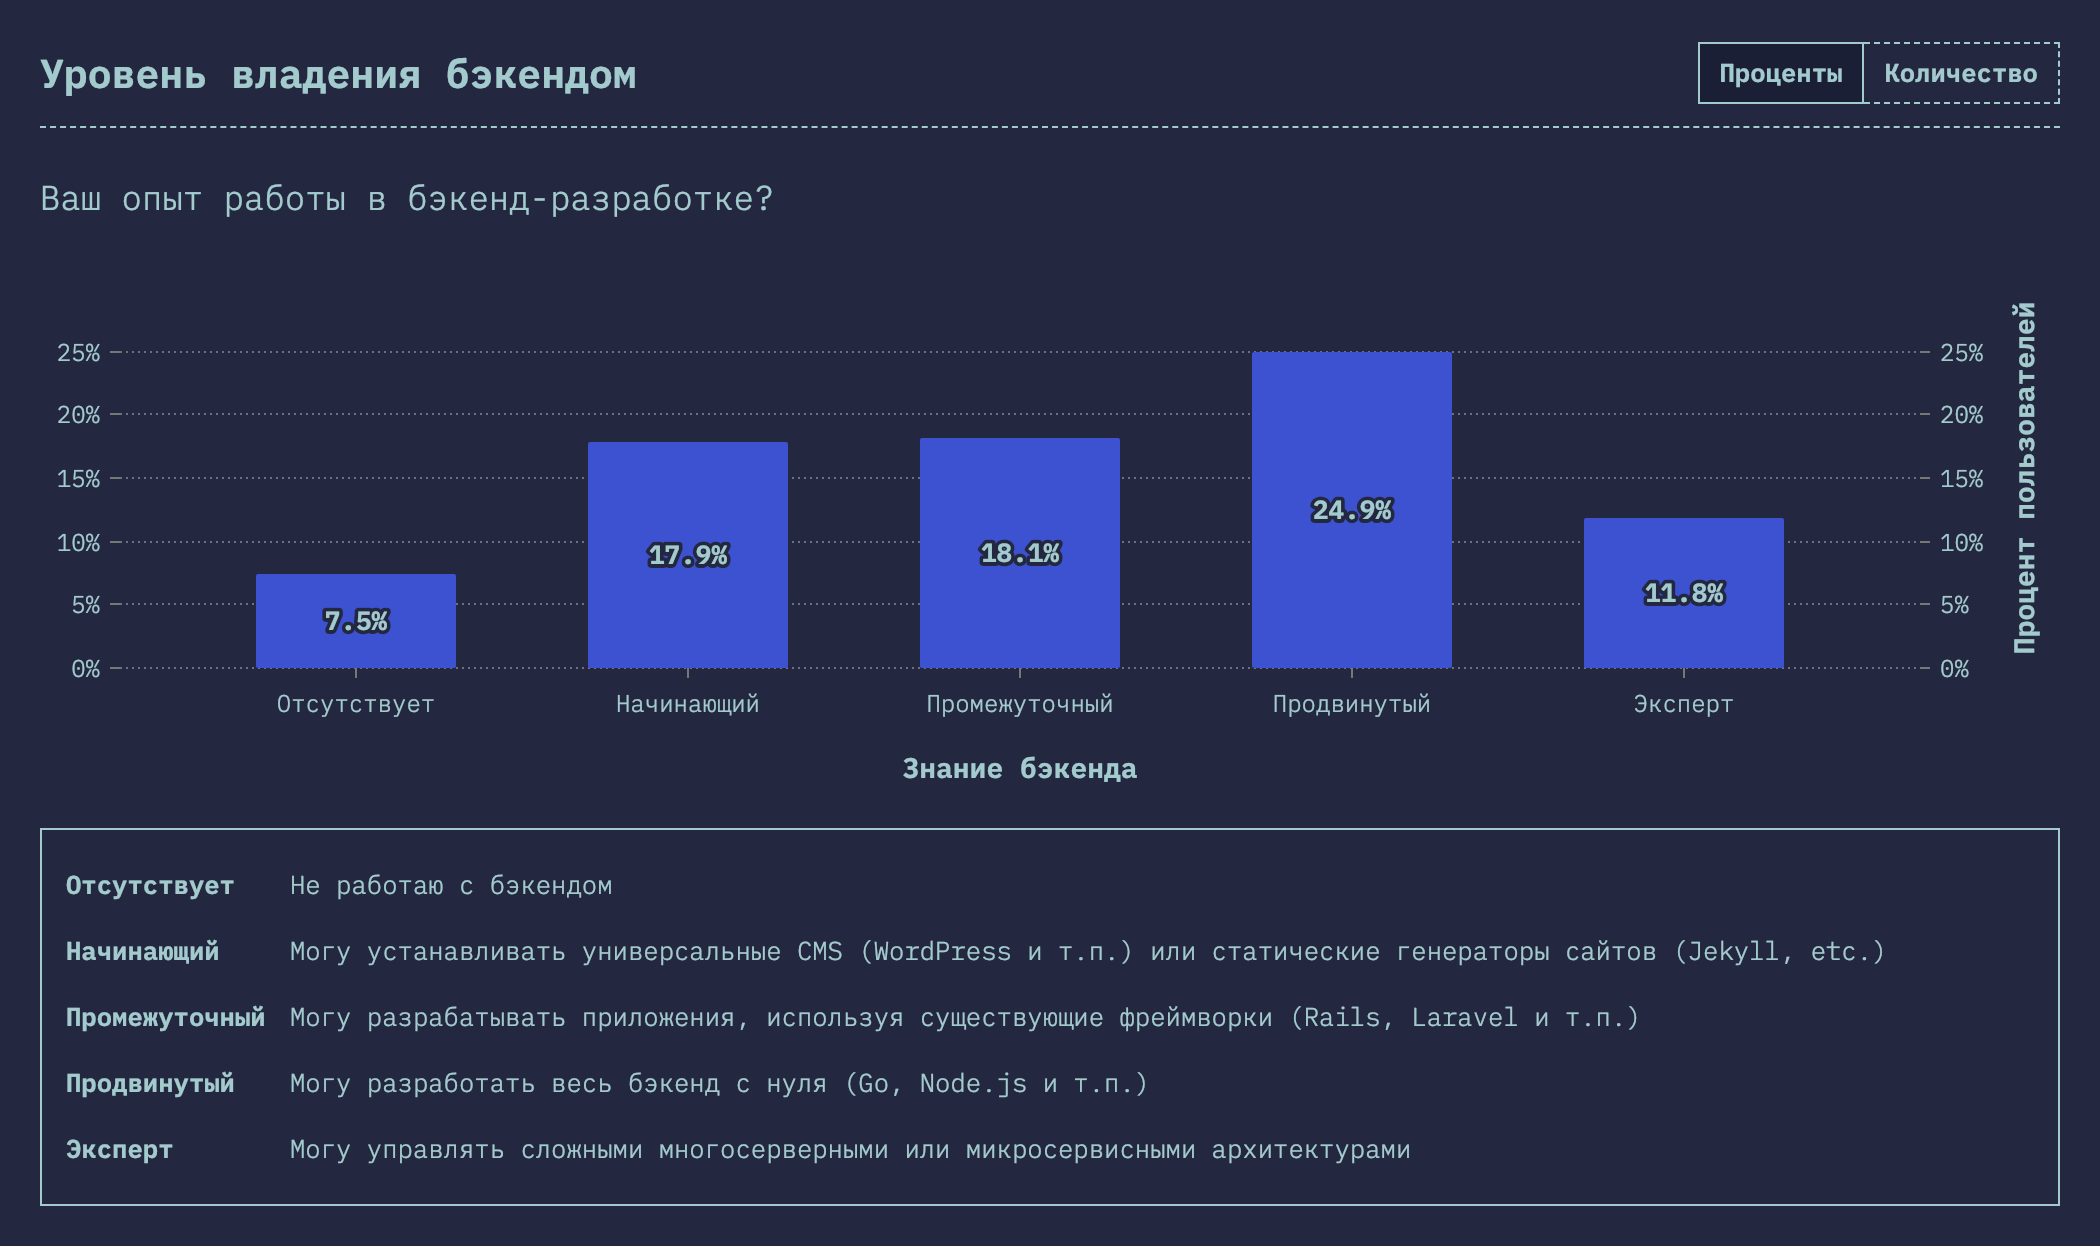 Уровень владения бэкендом
Проценты Количество
Ваш опыт работы в бэкенд-разработке?
25% 25%
20% 20%
15% 15%
10% 10%
5% 5%
0% 0%
7.5% 17.9% 18.1% 24.9% 11.8%
Процент пользователей
Отсутствует Начинающий Промежуточный Продвинутый Эксперт
Знание бэкенда
Отсутствует Не работаю с бэкендом
Начинающий Могу устанавливать универсальные CMS (WordPress и т.п.) или статические генераторы сайтов (Jekyll, etc.)
Промежуточный Могу разрабатывать приложения, используя существующие фреймворки (Rails, Laravel и т.п.)
Продвинутый Могу разработать весь бэкенд с нуля (Go, Node.js и т.п.)
Эксперт Могу управлять сложными многосерверными или микросервисными архитектурами